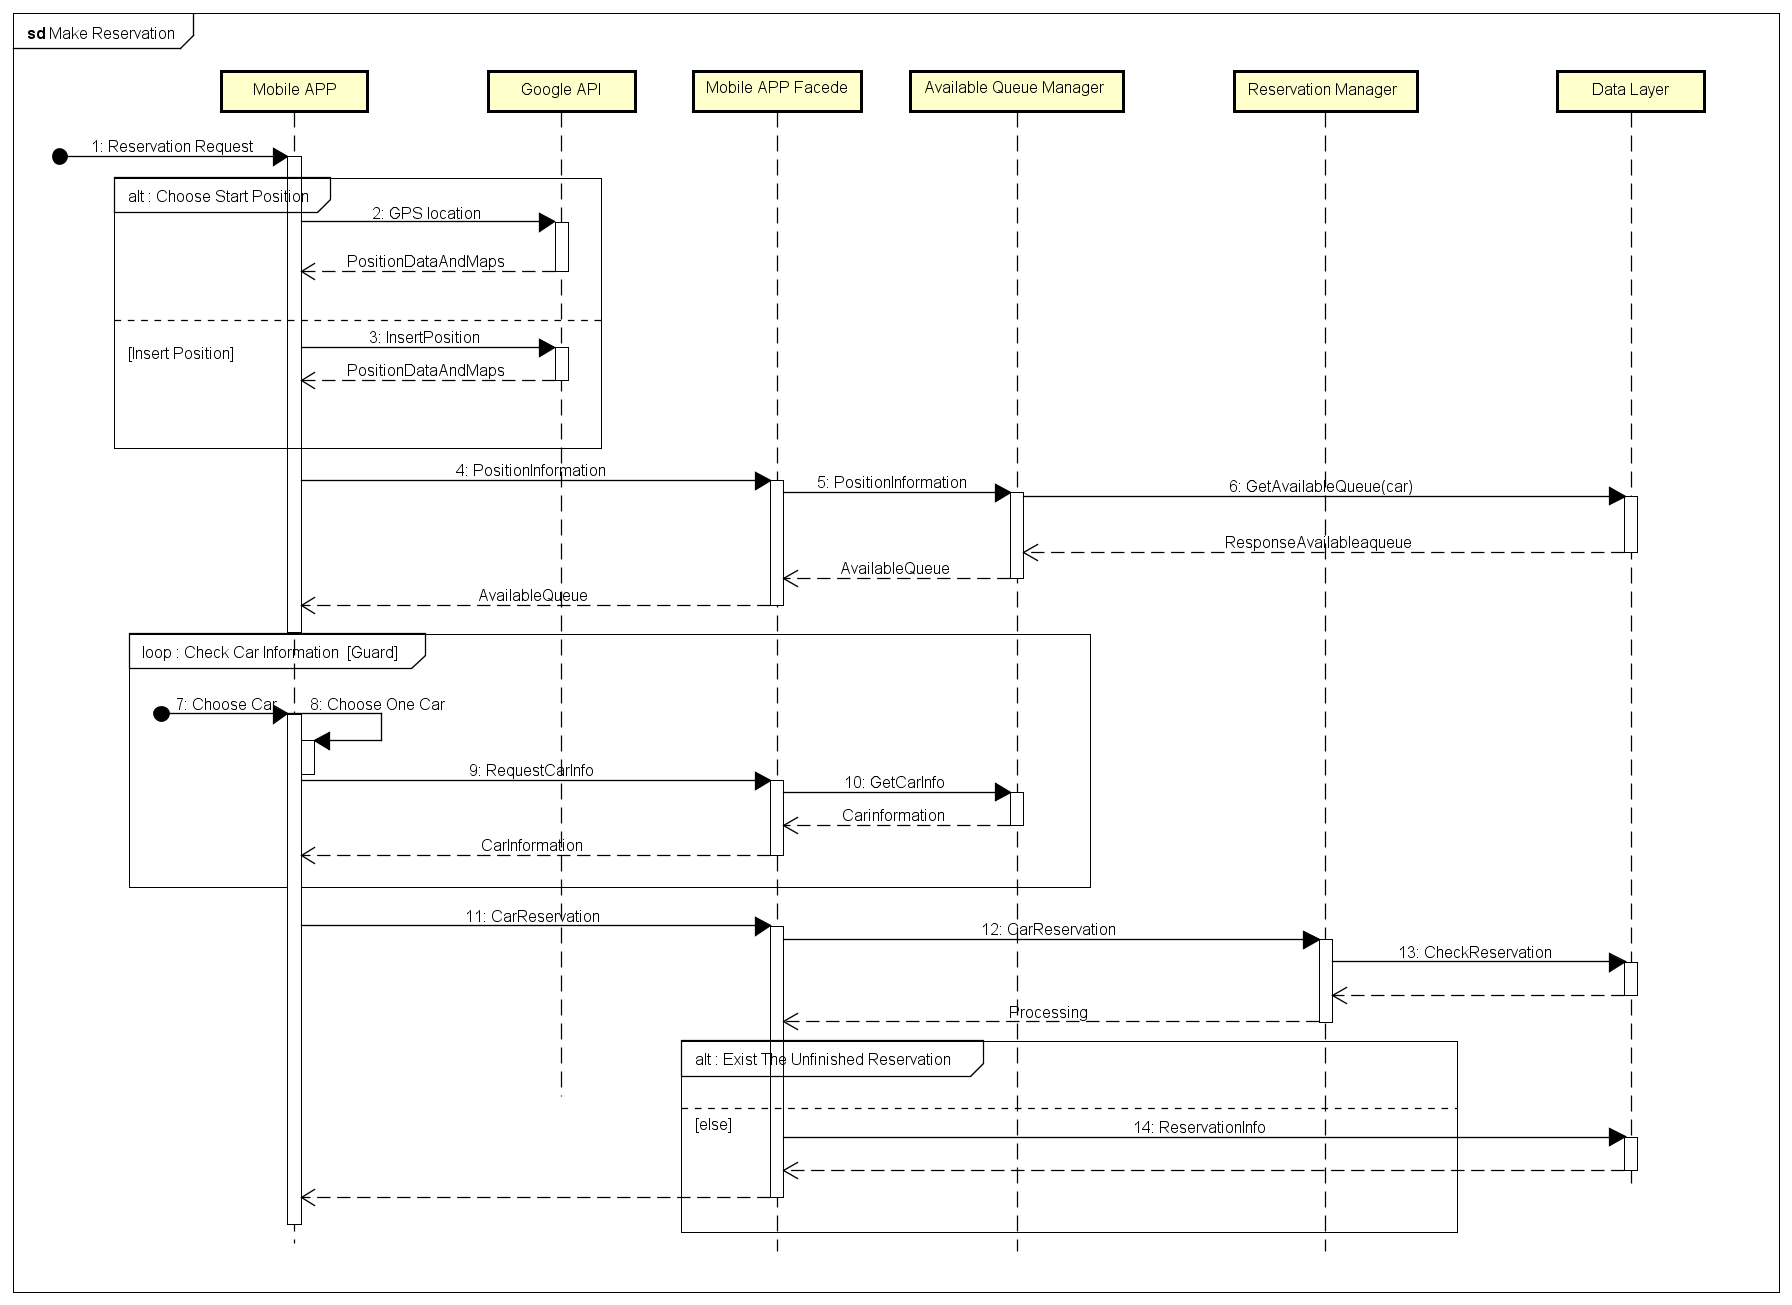 sd Make Reservation
Mobile APP
Google API
Mobile APP Facede
Available Queue Manager
Reservation Manager
Data Layer
1: Reservation Request
alt : Choose Start Position
2: GPS location
PositionDataAndMaps
3: InsertPosition
[Insert Position]
PositionDataAndMaps
4: PositionInformation
5: PositionInformation
6: GetAvailableQueue(car)
ResponseAvailableaqueue
AvailableQueue
AvailableQueue
loop : Check Car Information [Guard]
7: Choose Car
8: Choose One Car
9: RequestCarInfo
10: GetCarInfo
Carinformation
CarInformation
11: CarReservation
12: CarReservation
13: CheckReservation
Processing
alt : Exist The Unfinished Reservation
[else]
14: ReservationInfo